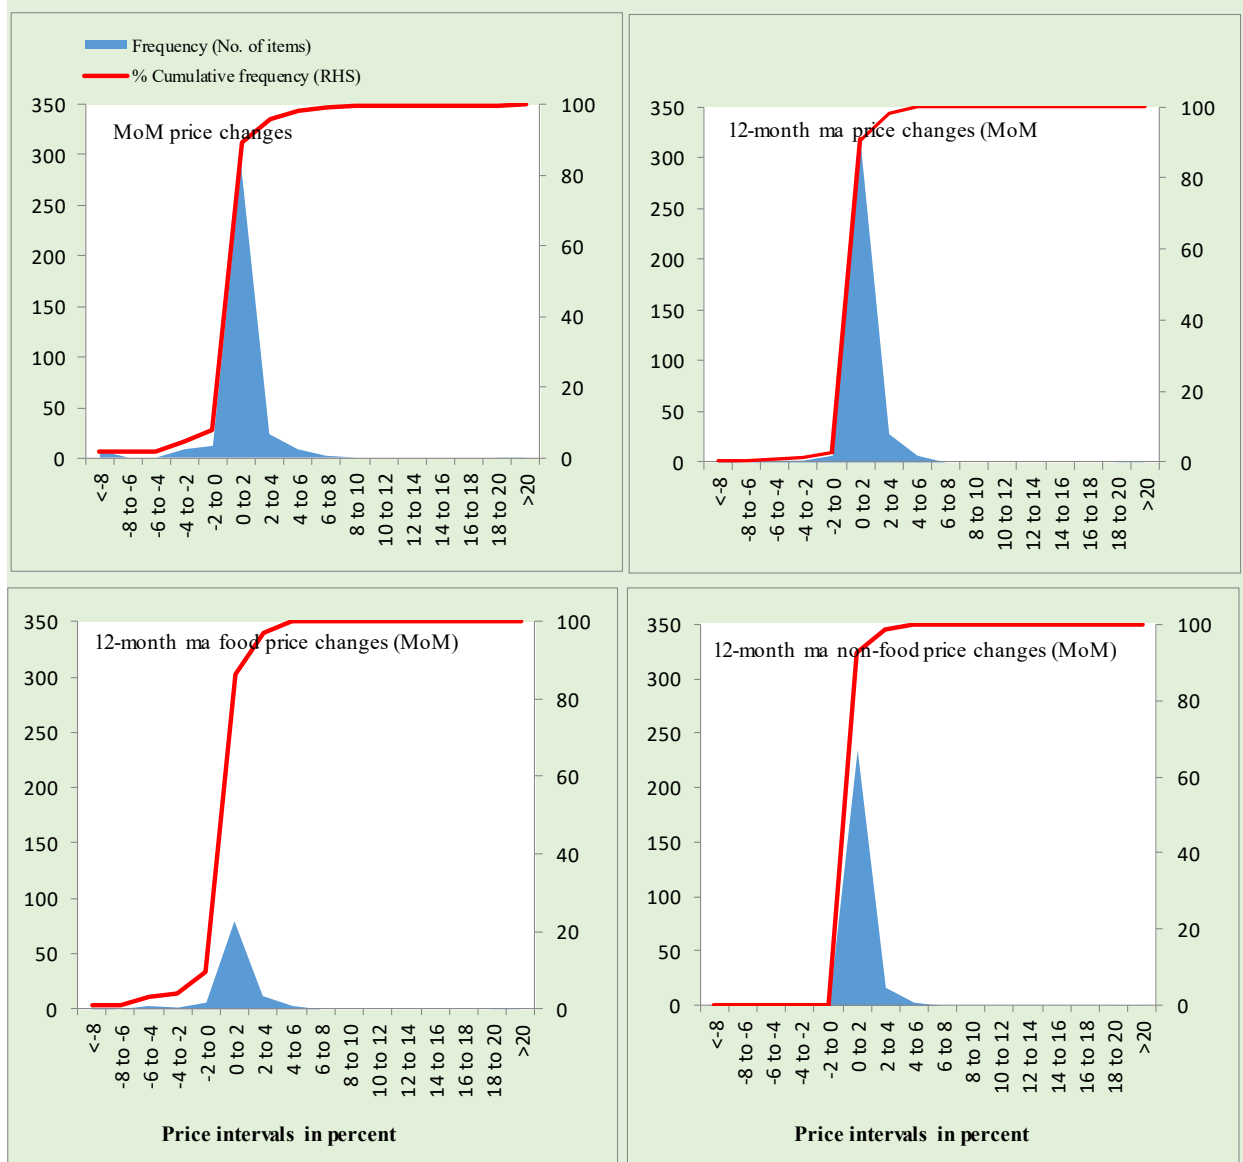 Frequency (No. of items)
% Cumulative frequency (RHS)
MoM price changes
350
300
250
200
150
100
50
0
100
80
60
40
20
0
<-8
-8 to -6
-6 to -4
-4 to -2
-2 to 0
0 to 2
2 to 4
4 to 6
6 to 8
8 to 10
10 to 12
12 to 14
14 to 16
16 to 18
18 to 20
>20
12-month ma price changes (MoM
350
300
250
200
150
100
50
0
100
80
60
40
20
0
<-8
-8 to -6
-6 to -4
-4 to -2
-2 to 0
0 to 2
2 to 4
4 to 6
6 to 8
8 to 10
10 to 12
12 to 14
14 to 16
16 to 18
18 to 20
>20
12-month ma food price changes (MoM)
350
300
250
200
150
100
50
0
100
80
60
40
20
0
<-8
-8 to -6
-6 to -4
-4 to -2
-2 to 0
0 to 2
2 to 4
4 to 6
6 to 8
8 to 10
10 to 12
12 to 14
14 to 16
16 to 18
18 to 20
>20
Price intervals in percent
12-month ma non-food price changes (MoM)
350
300
250
200
150
100
50
0
100
80
60
40
20
0
<-8
-8 to -6
-6 to -4
-4 to -2
-2 to 0
0 to 2
2 to 4
4 to 6
6 to 8
8 to 10
10 to 12
12 to 14
14 to 16
16 to 18
18 to 20
>20
Price intervals in percent